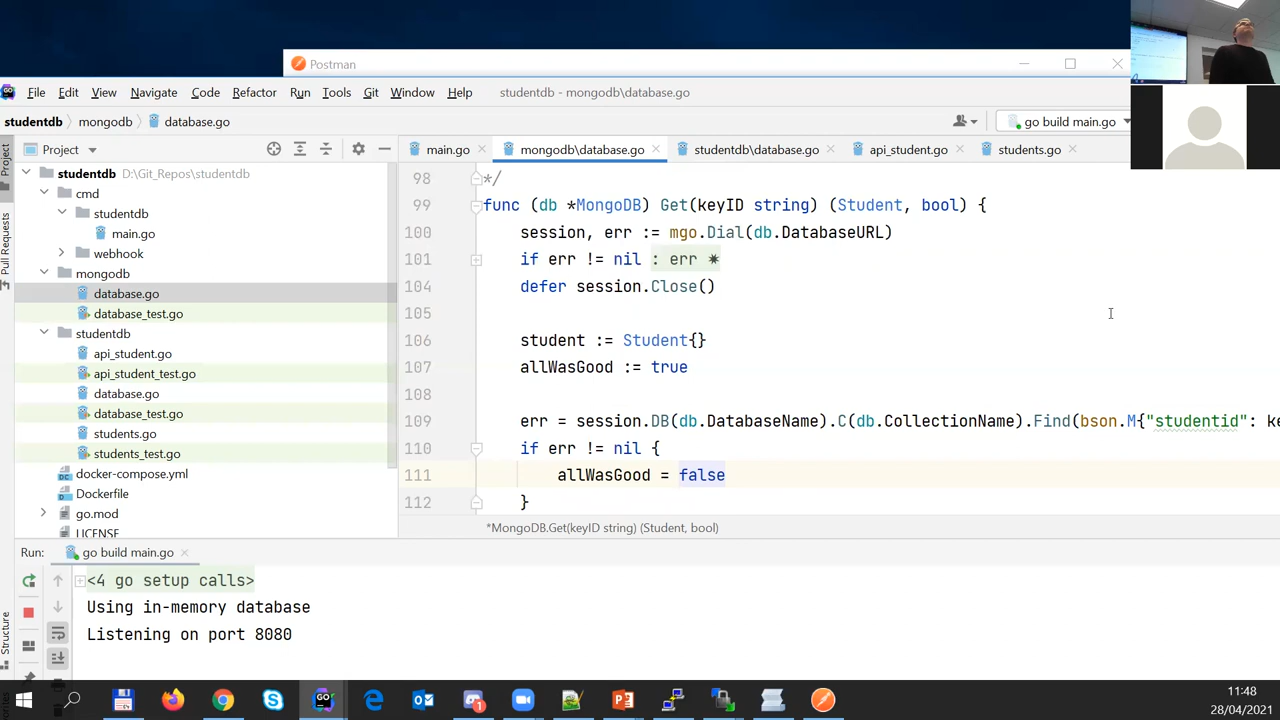 Postman
File Edit View Navigate Code Refactor Run Tools Git Window Help studentdb - mongodb\database.go
studentdb mongodb database.go
go build main.go
Project
Project
main.go
mongodb\database.go
studentdb\database.go
api_student.go
students.go
studentdb D:\Git_Repos\studentdb
cmd
studentdb
main.go
webhook
mongodb
database.go
database_test.go
studentdb
api_student.go
api_student_test.go
database.go
database_test.go
students.go
students_test.go
docker-compose.yml
Dockerfile
go.mod
LICENSE
Pull Requests
98 */
99 func (db *MongoDB) Get(keyID string) (Student, bool) {
100 session, err := mgo.Dial(db.DatabaseURL)
101 if err != nil : err
104 defer session.Close()
105
106 student := Student{}
107 allWasGood := true
108
109 err = session.DB(db.DatabaseName).C(db.CollectionName).Find(bson.M{"studentid": ke
110 if err != nil {
111 allWasGood = false
112 }
*MongoDB.Get(keyID string) (Student, bool)
Run: go build main.go
<4 go setup calls>
Using in-memory database
Listening on port 8080
Structure
11:48
28/04/2021